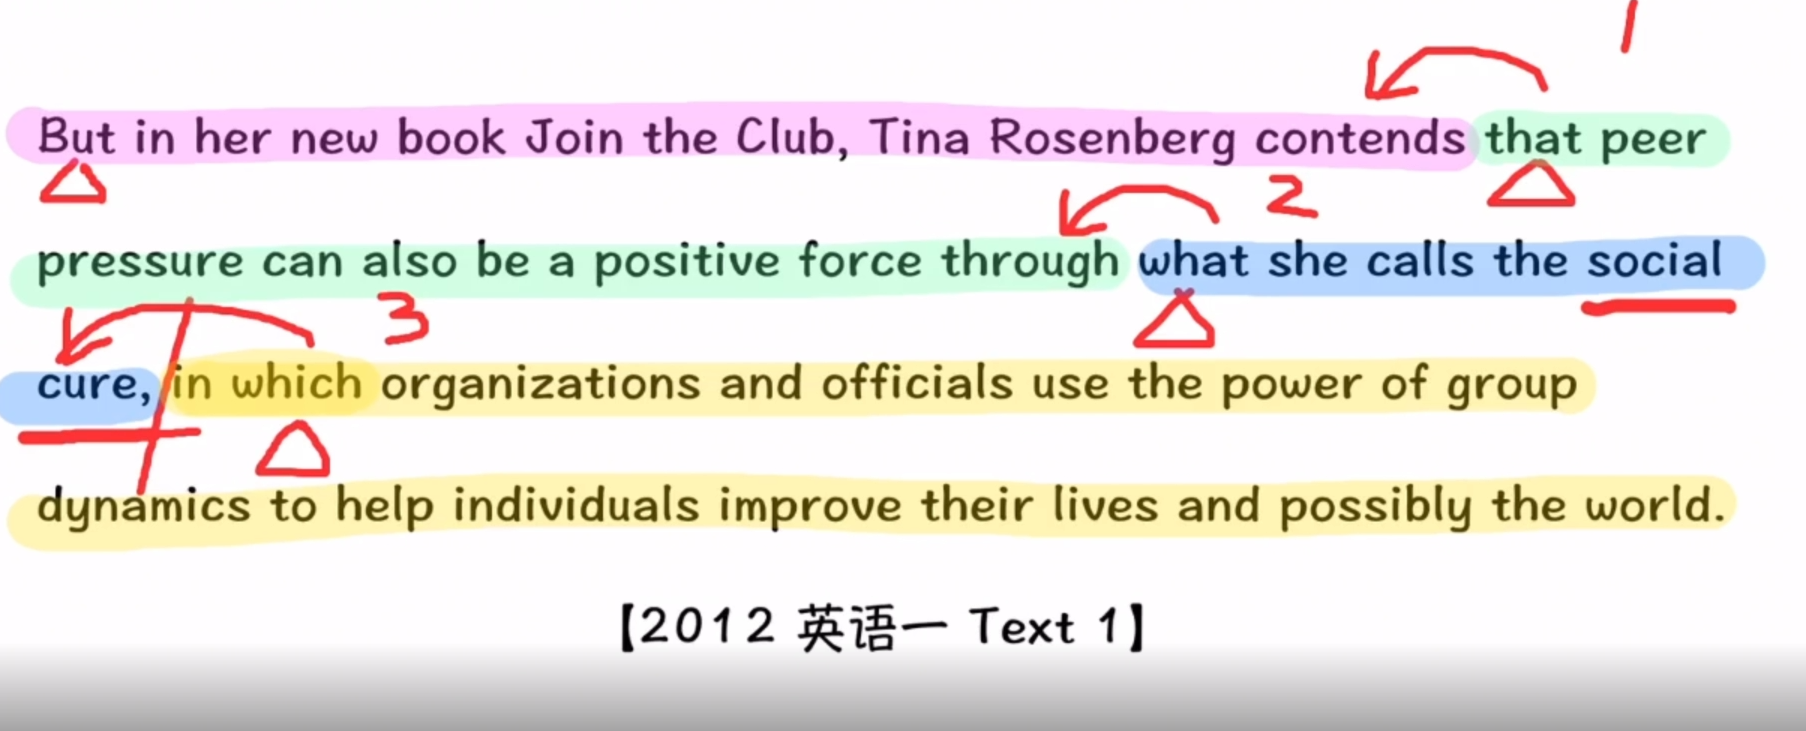 1
But in her new book Join the Club, Tina Rosenberg contends that peer
2
pressure can also be a positive force through what she calls the social
3
cure, in which organizations and officials use the power of group
dynamics to help individuals improve their lives and possibly the world.
【2012 英语一 Text 1】